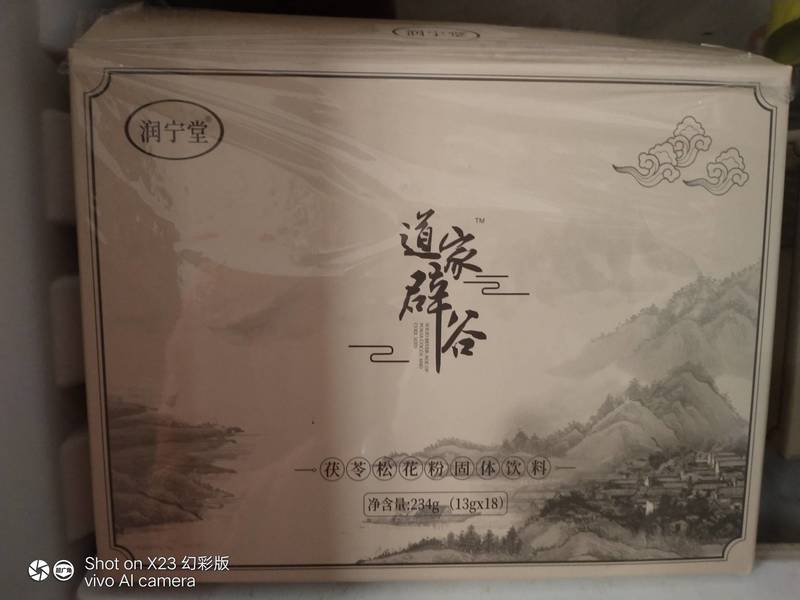 润宁堂
道家
辟谷
TM
茯苓松花粉固体饮料
净含量:234g（13gx18）
Shot on X23 幻彩版
vivo AI camera